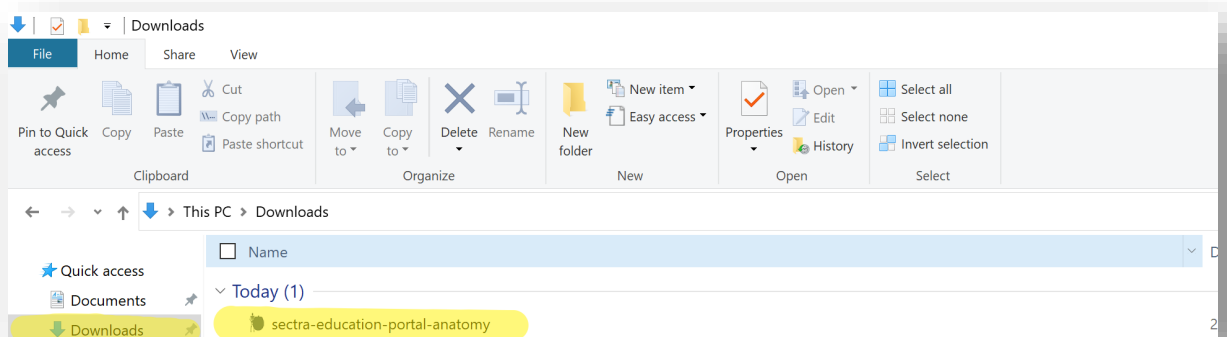 Downloads
File Home Share View
Pin to Quick access
Copy
Paste
Cut
Copy path
Paste shortcut
Clipboard
Move to
Copy to
Delete
Rename
Organize
New folder
New item
Easy access
New
Properties
Open
Edit
History
Open
Select all
Select none
Invert selection
Select
This PC > Downloads
Name
D
Quick access
Documents
Downloads
Today (1)
sectra-education-portal-anatomy
2